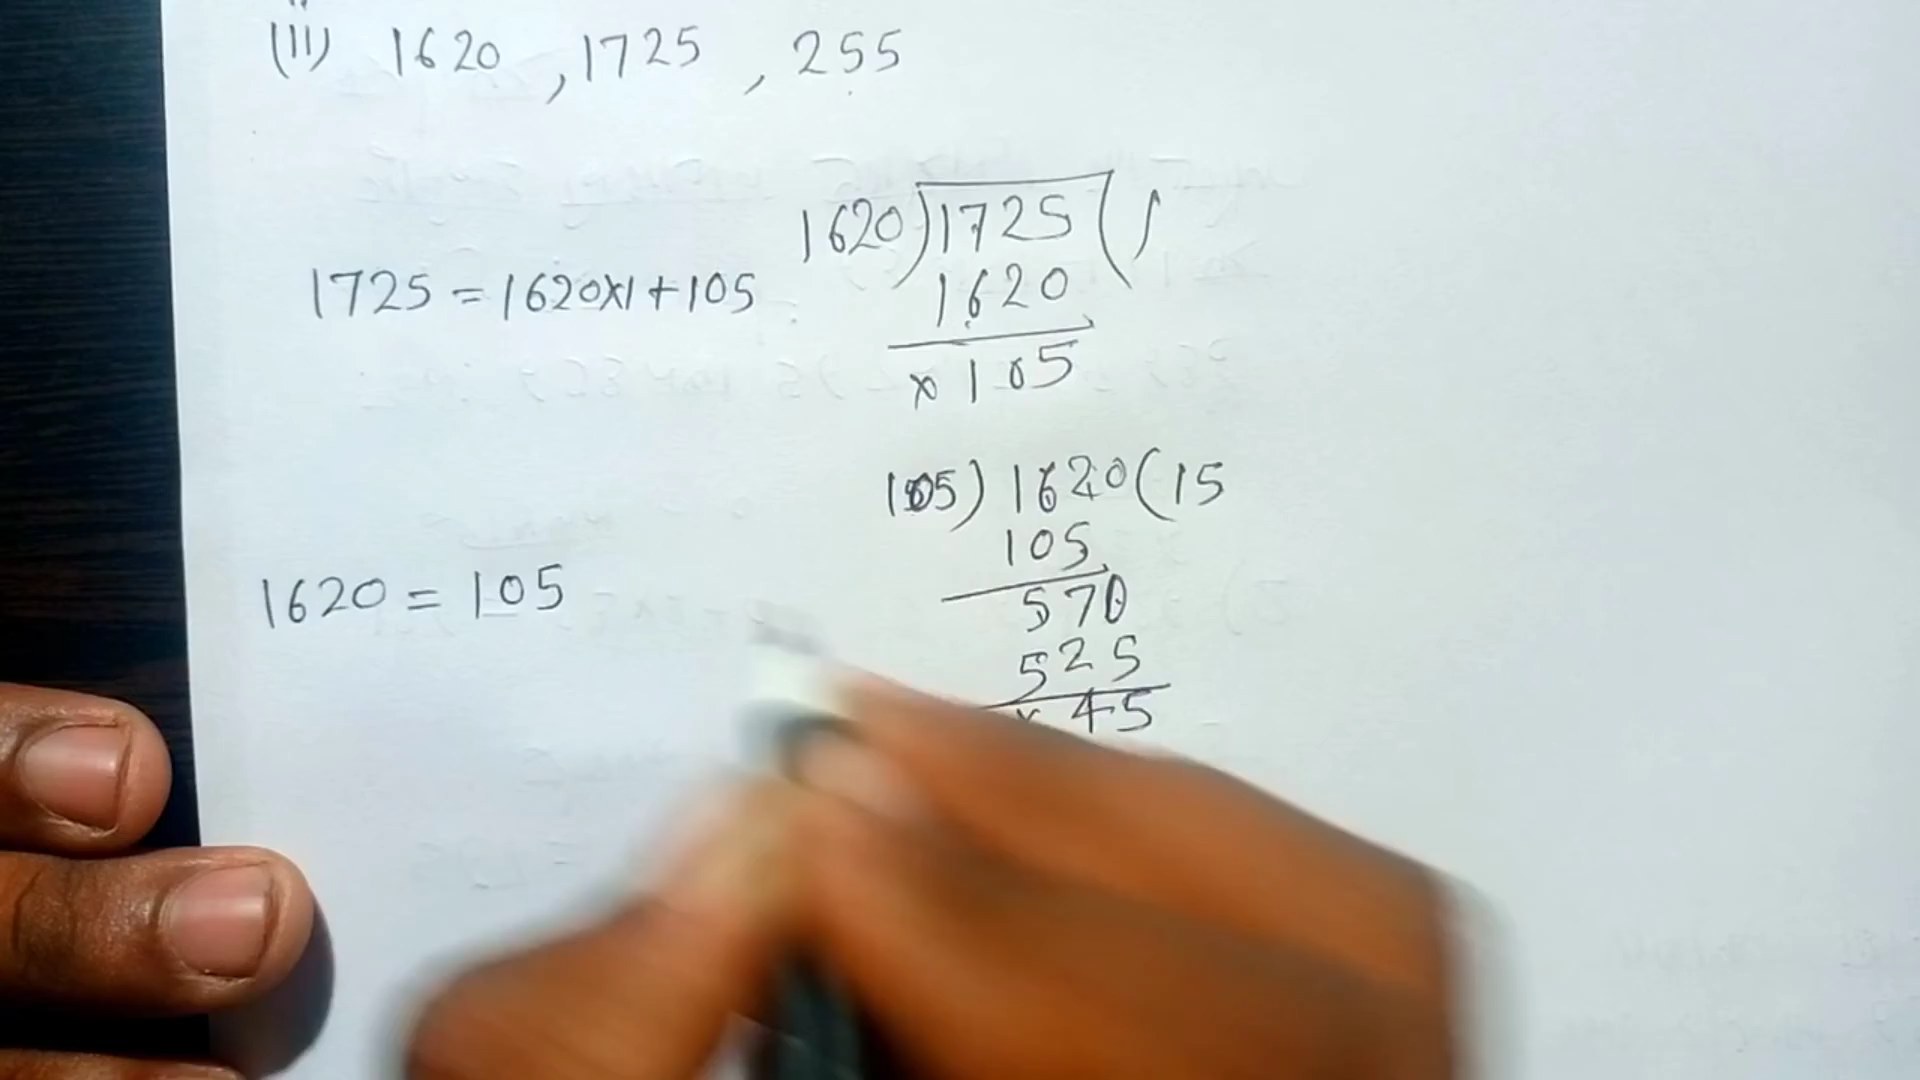 (ii) 1620 , 1725 , 255
1620)1725(1
1725 = 1620×1+105
1620
× 105
105) 1620(15
105
1620 = 105
570
525
× 45